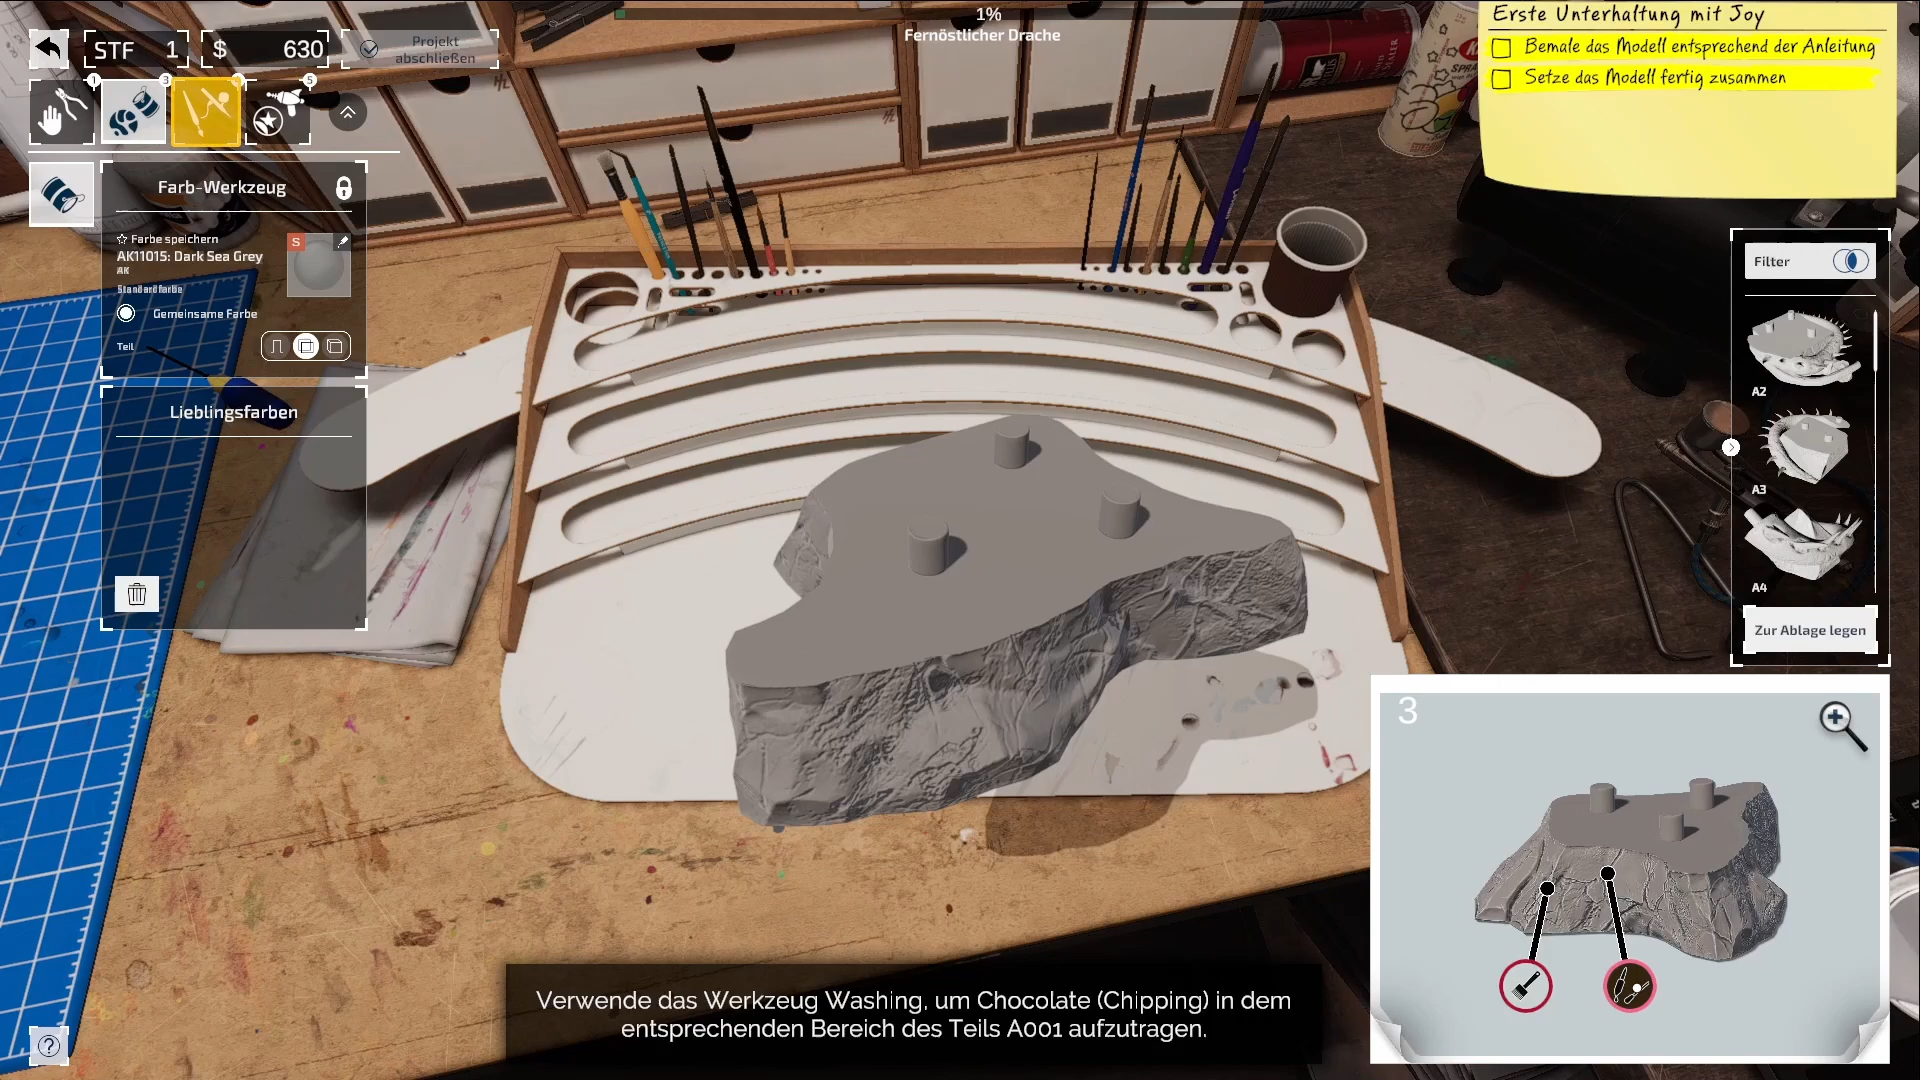 1%
Fernöstlicher Drache
STF 1
$ 630
Projekt
abschließen
1
3
5
Erste Unterhaltung mit Joy
Bemale das Modell entsprechend der Anleitung
Setze das Modell fertig zusammen
Farb-Werkzeug
Farbe speichern
AK11015: Dark Sea Grey
AK
Standardfarbe
S
Gemeinsame Farbe
Teil
Lieblingsfarben
Filter
A2
A3
A4
Zur Ablage legen
3
Verwende das Werkzeug Washing, um Chocolate (Chipping) in dem
entsprechenden Bereich des Teils A001 aufzutragen.
?